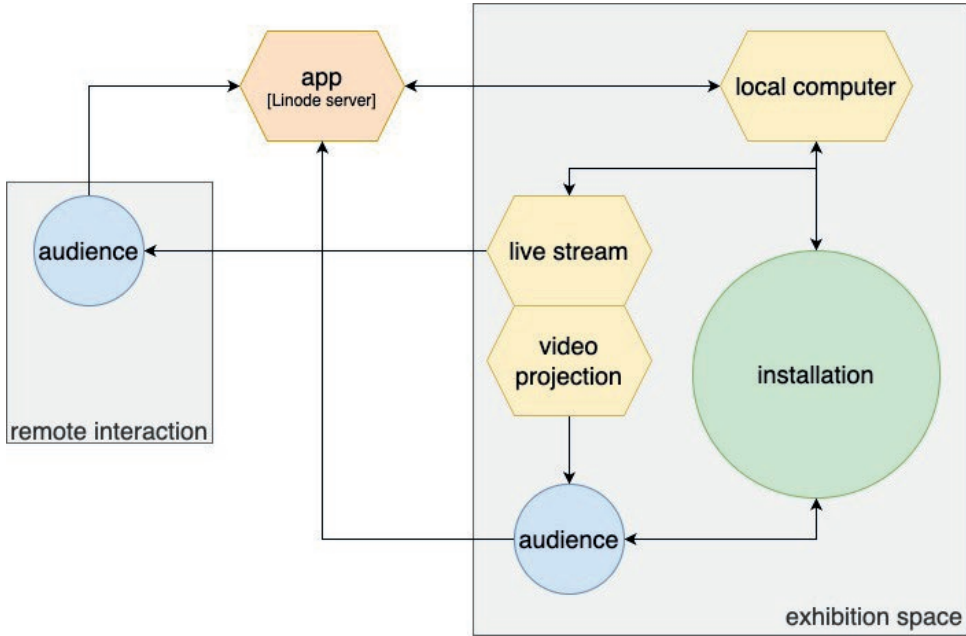 app
[Linode server]
local computer
audience
live stream
video
projection
installation
remote interaction
audience
exhibition space